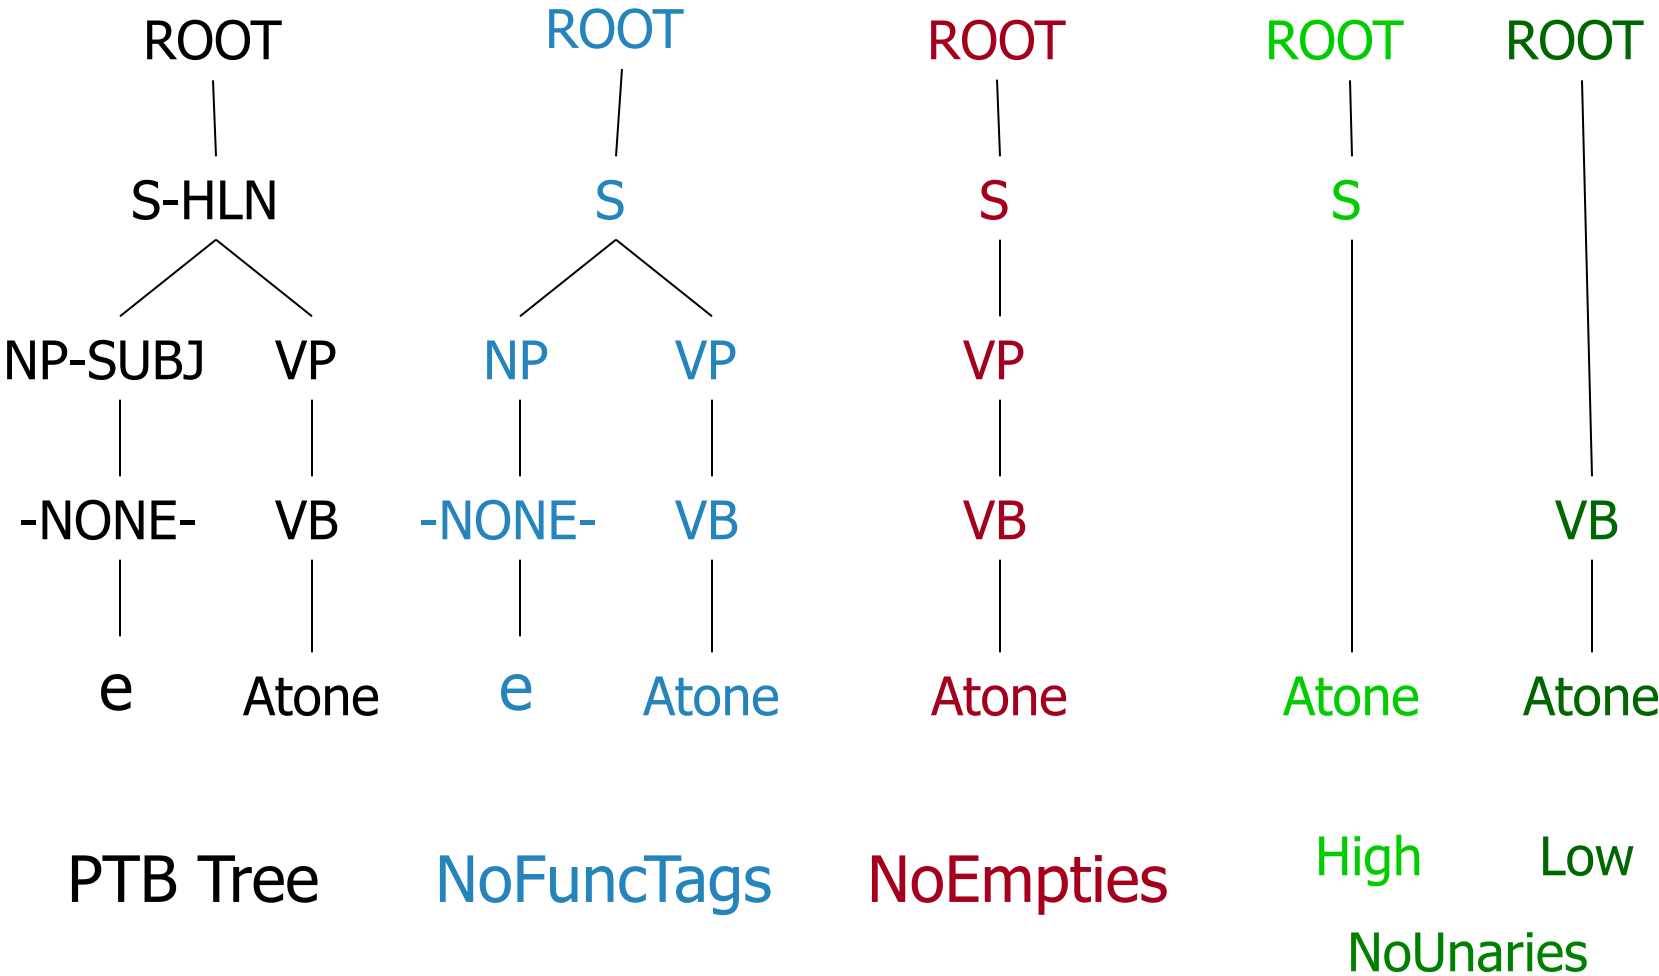 ROOT ROOT ROOT ROOT ROOT
S-HLN S S S
NP-SUBJ VP NP VP VP
-NONE- VB -NONE- VB VB VB
e Atone e Atone Atone Atone Atone
PTB Tree NoFuncTags NoEmpties High Low
NoUnaries